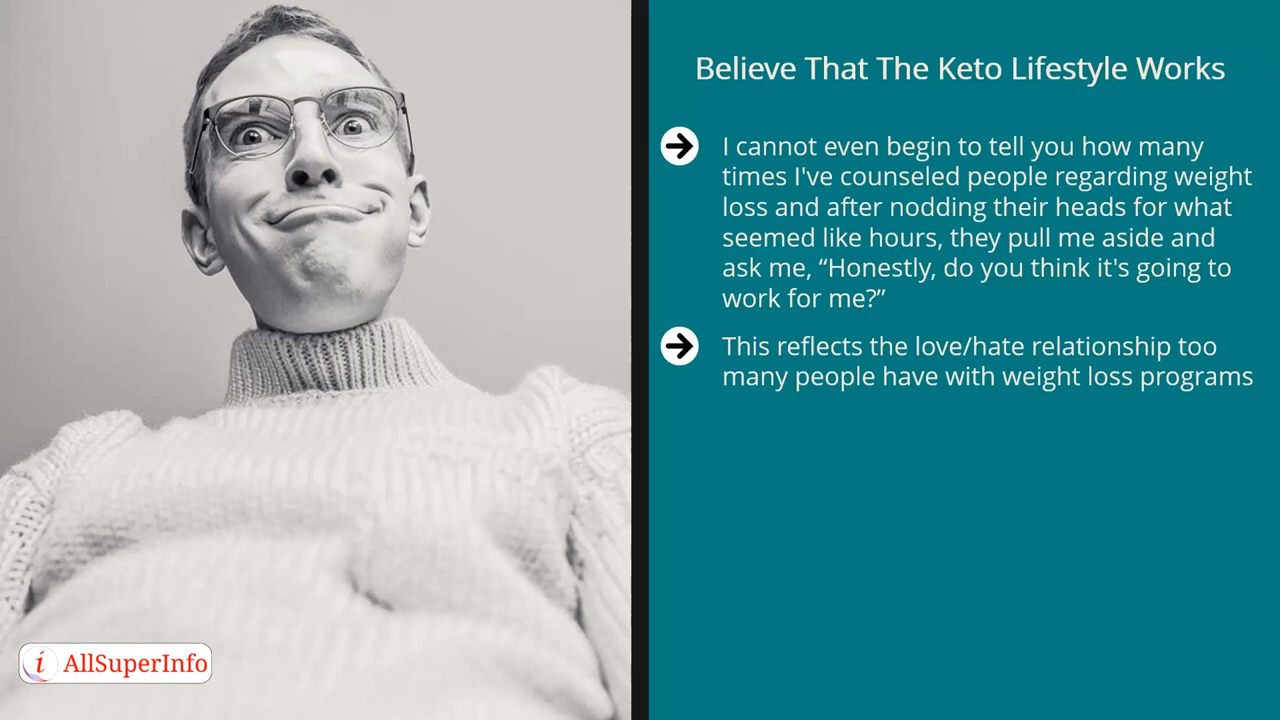 Believe That The Keto Lifestyle Works
I cannot even begin to tell you how many
times I've counseled people regarding weight
loss and after nodding their heads for what
seemed like hours, they pull me aside and
ask me, “Honestly, do you think it's going to
work for me?”
This reflects the love/hate relationship too
many people have with weight loss programs
i AllSuperInfo